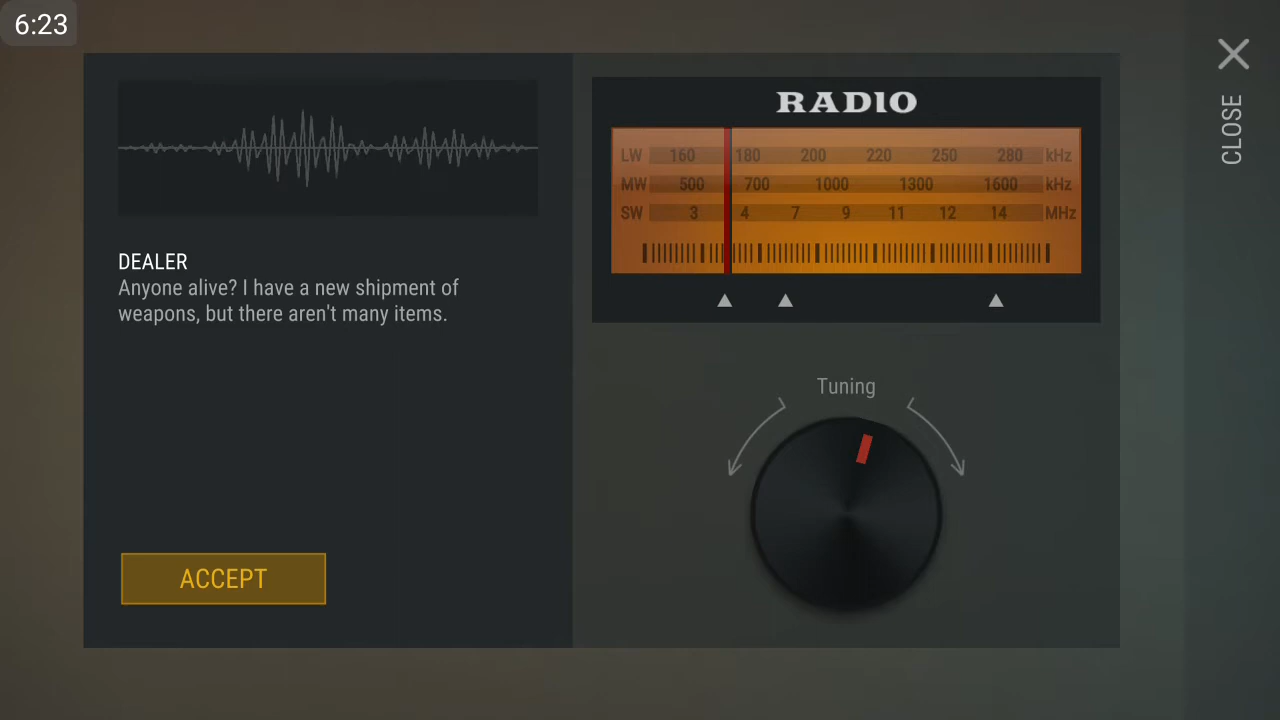 6:23
CLOSE
DEALER
Anyone alive? I have a new shipment of
weapons, but there aren't many items.
ACCEPT
RADIO
LW 160 180 200 220 250 280 kHz
MW 500 700 1000 1300 1600 kHz
SW 3 4 7 9 11 12 14 MHz
Tuning